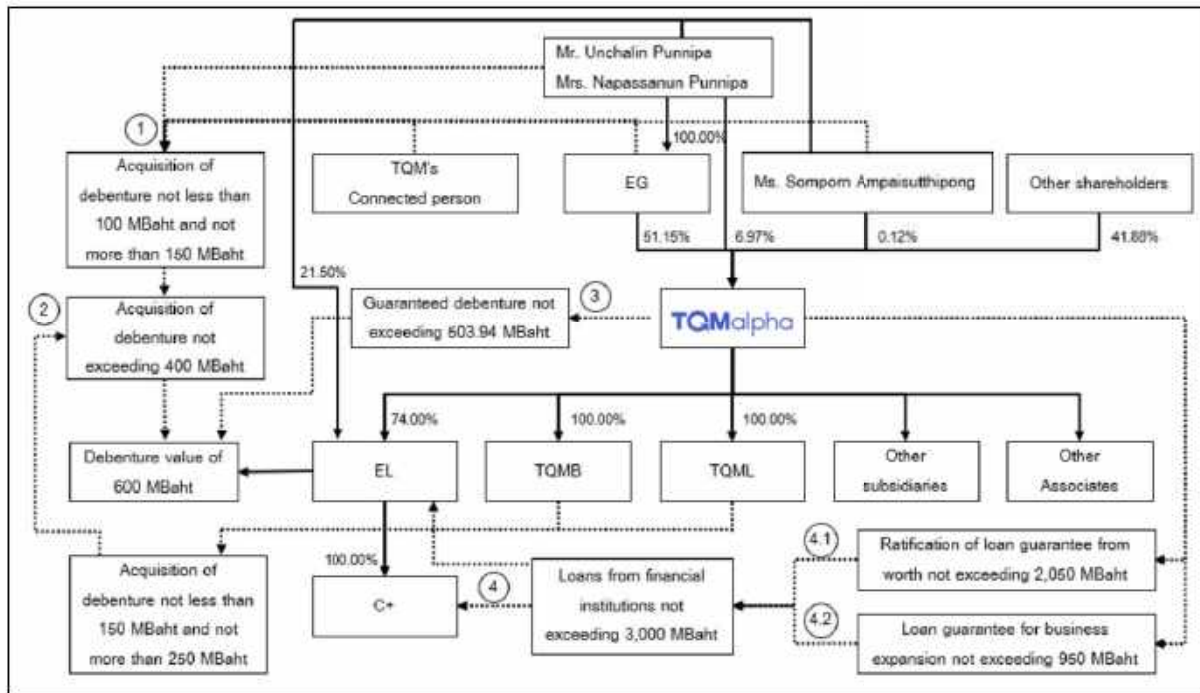 Mr. Unchalin Punnipa
Mrs. Napassanun Punnipa
1
100.00%
Acquisition of
debenture not less than
100 MBaht and not
more than 150 MBaht
TQM's
Connected person
EG
Ms. Somporn Ampaisutthipong
Other shareholders
51.15%
6.97%
0.12%
41.88%
21.50%
2
Acquisition of
debenture not
exceeding 400 MBaht
Guaranteed debenture not
exceeding 503.94 MBaht
3
TQMalpha
74.00%
100.00%
100.00%
Debenture value of
600 MBaht
EL
TQMB
TQML
Other
subsidiaries
Other
Associates
100.00%
Acquisition of
debenture not less than
150 MBaht and not
more than 250 MBaht
C+
4
Loans from financial
institutions not
exceeding 3,000 MBaht
4.1
Ratification of loan guarantee from
worth not exceeding 2,050 MBaht
4.2
Loan guarantee for business
expansion not exceeding 950 MBaht